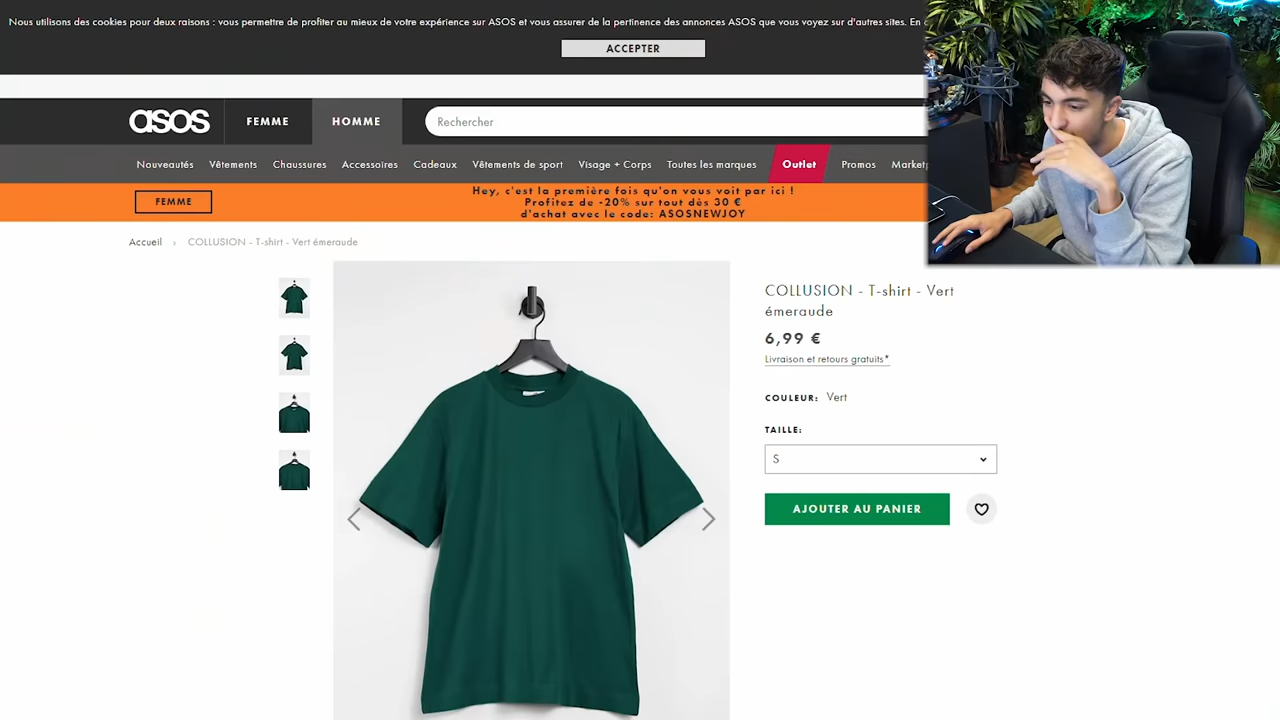 Nous utilisons des cookies pour deux raisons : vous permettre de profiter au mieux de votre expérience sur ASOS et vous assurer de la pertinence des annonces ASOS que vous voyez sur d'autres sites. En
ACCEPTER
asos
FEMME
HOMME
Rechercher
Nouveautés Vêtements Chaussures Accessoires Cadeaux Vêtements de sport Visage + Corps Toutes les marques Outlet Promos Marketp
FEMME
Hey, c'est la première fois qu'on vous voit par ici !
Profitez de -20% sur tout dès 30 €
d'achat avec le code: ASOSNEWJOY
Accueil › COLLUSION - T-shirt - Vert émeraude
COLLUSION - T-shirt - Vert
émeraude
6,99 €
Livraison et retours gratuits*
COULEUR: Vert
TAILLE:
S
AJOUTER AU PANIER